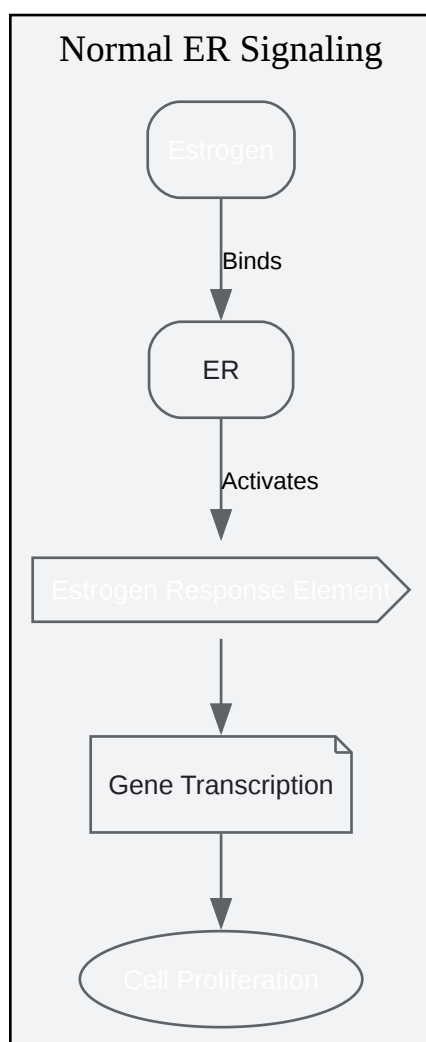 Normal ER Signaling
Estrogen
Binds
ER
Activates
Estrogen Response Element
Gene Transcription
Cell Proliferation